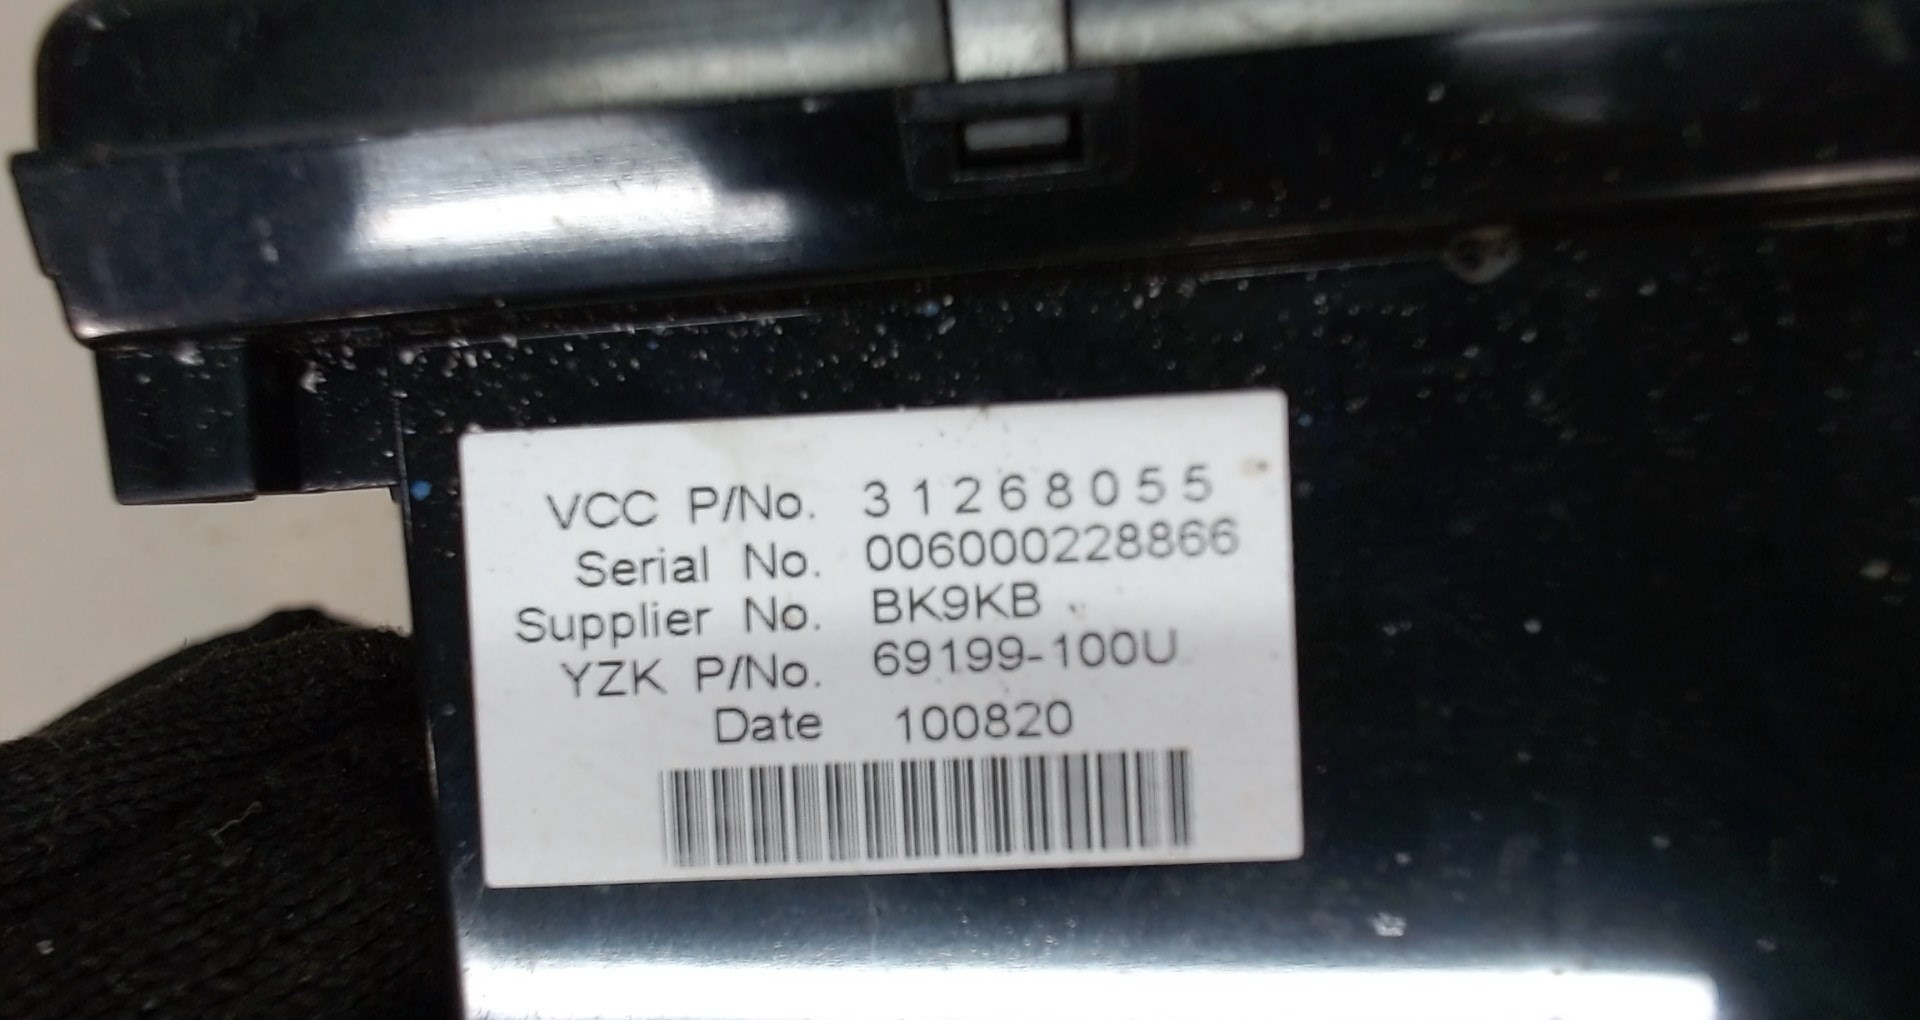 VCC P/No. 31268055
Serial No. 006000228866
Supplier No. BK9KB
YZK P/No. 69199-100U
Date 100820